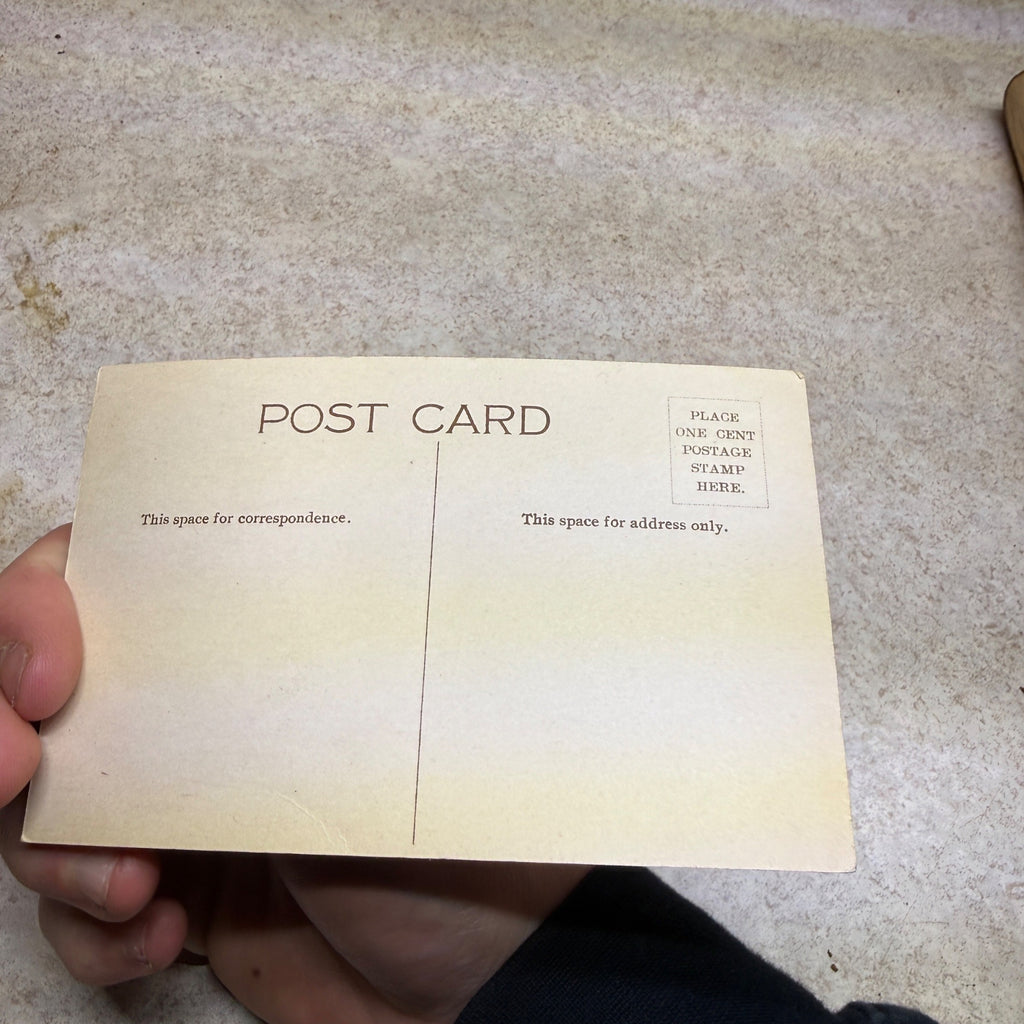 POST CARD
PLACE
ONE CENT
POSTAGE
STAMP
HERE.
This space for correspondence.
This space for address only.